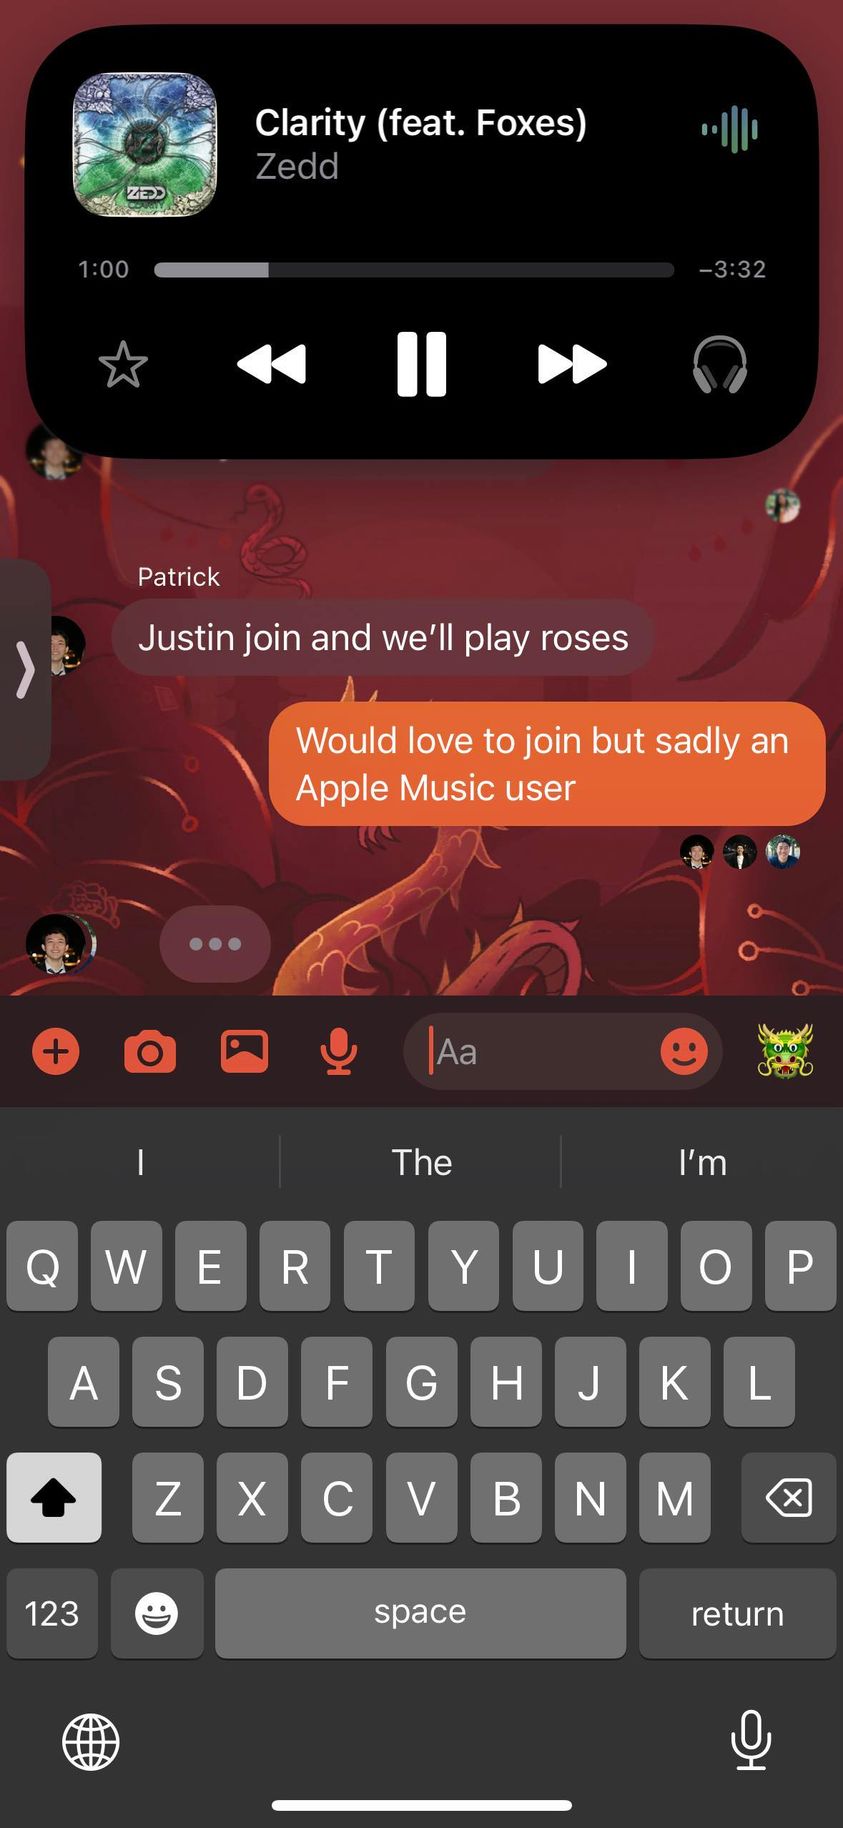 Clarity (feat. Foxes)
Zedd
ZEDD
CLARITY
1:00
−3:32
Patrick
Justin join and we’ll play roses
Would love to join but sadly an
Apple Music user
Aa
I
The
I’m
Q W E R T Y U I O P
A S D F G H J K L
Z X C V B N M
123
space
return